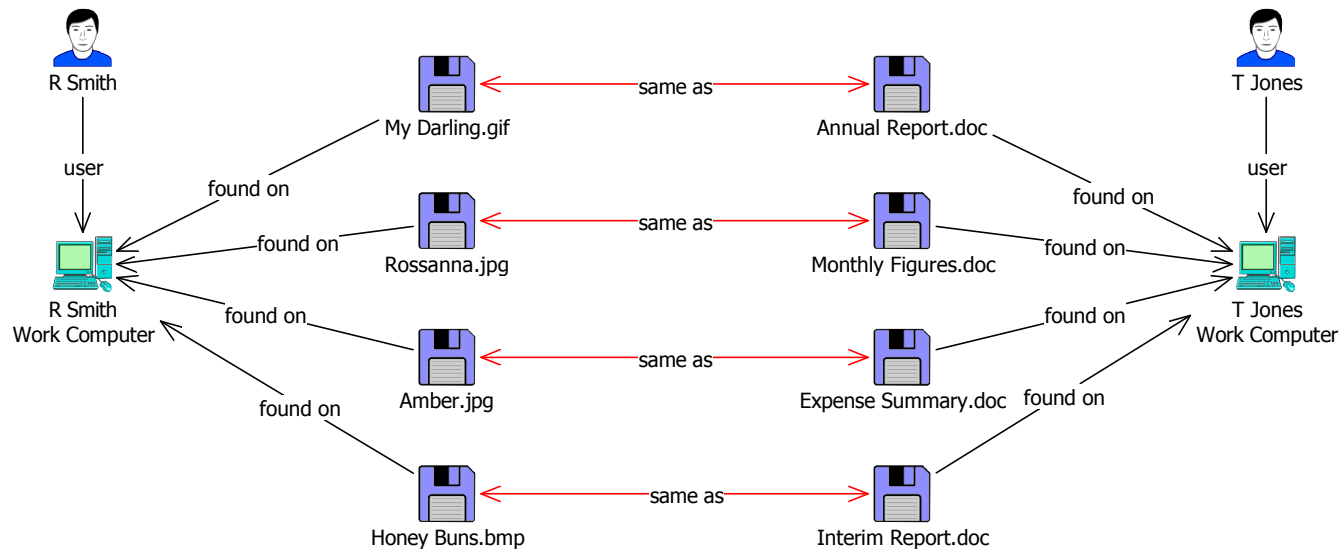 R Smith
T Jones
same as
My Darling.gif
Annual Report.doc
user
user
found on
found on
found on
same as
found on
Rossanna.jpg
Monthly Figures.doc
R Smith
Work Computer
T Jones
Work Computer
found on
found on
same as
Amber.jpg
Expense Summary.doc
found on
found on
same as
Honey Buns.bmp
Interim Report.doc